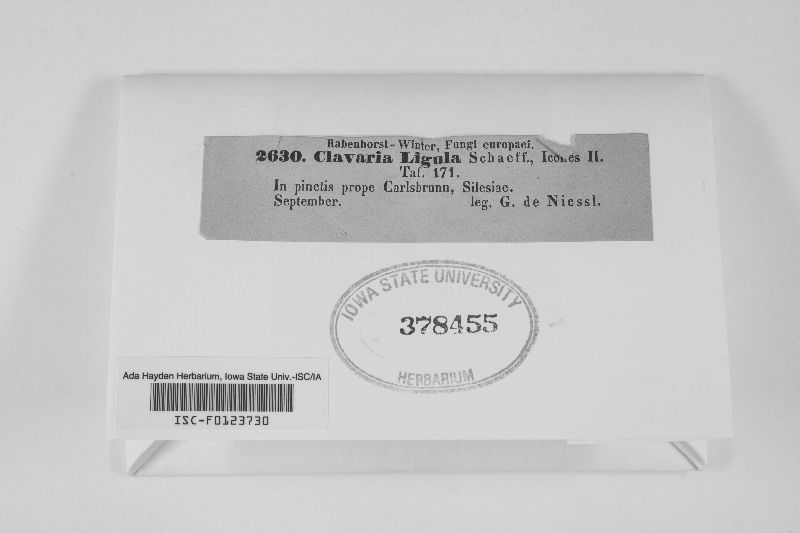 Rabenhorst-Winter, Fungi europaei.
2630. Clavaria Ligula Schaeff., Icones II.
Taf. 171.
In pinetis prope Carlsbrunn, Silesiae.
September. leg. G. de Niessl.
IOWA STATE UNIVERSITY
378455
HERBARIUM
Ada Hayden Herbarium, Iowa State Univ.-ISC/IA
ISC-F0123730